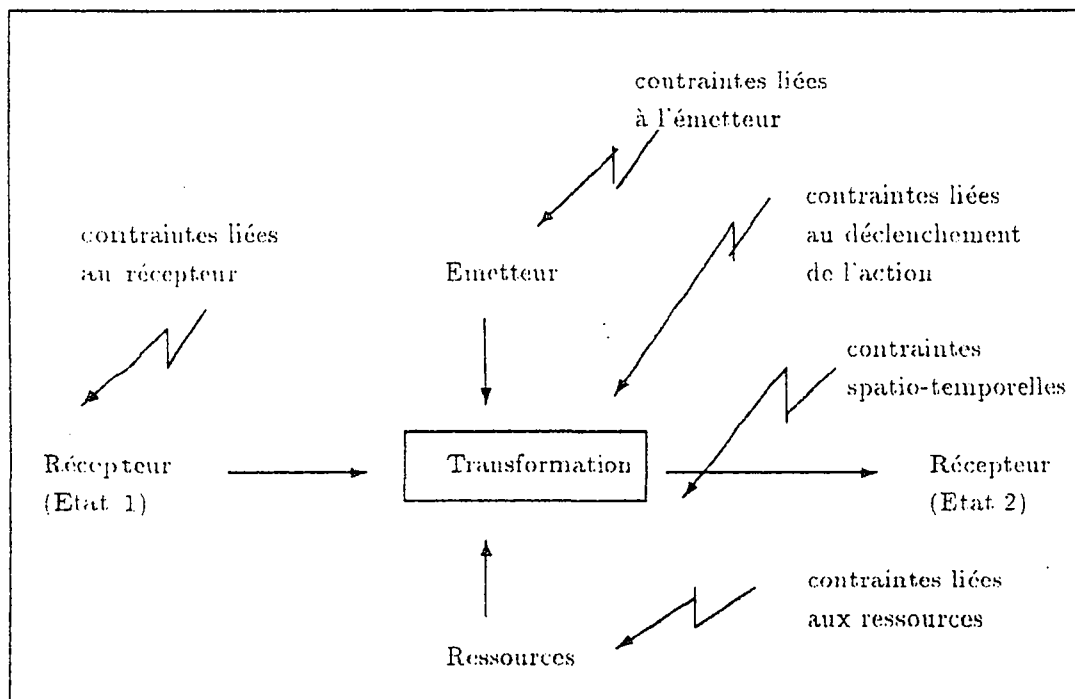 contraintes liées
à l'émetteur
contraintes liées
au déclenchement
de l'action
contraintes liées
au récepteur
Emetteur
contraintes
spatio-temporelles
Récepteur
(Etat 1)
Transformation
Récepteur
(Etat 2)
contraintes liées
aux ressources
Ressources